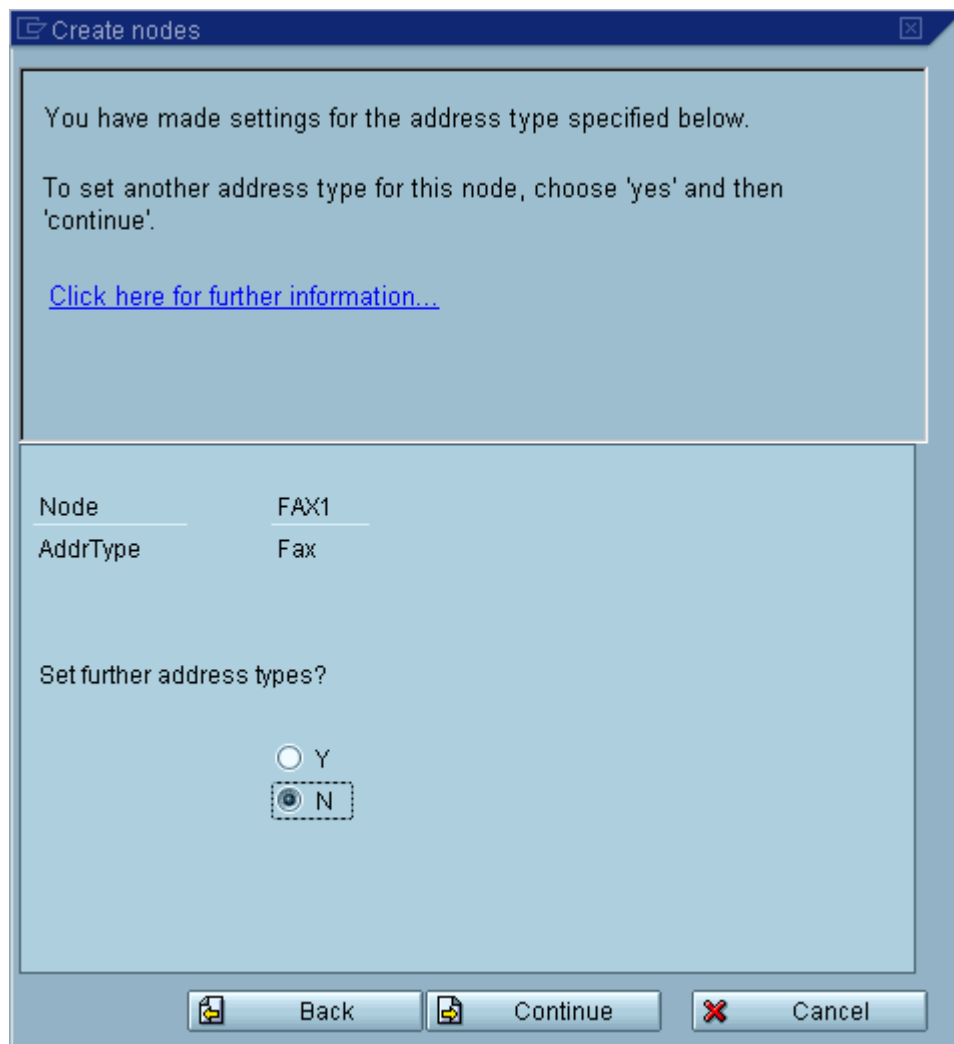 Create nodes
You have made settings for the address type specified below.
To set another address type for this node, choose 'yes' and then
'continue'.
Click here for further information...
Node FAX1
AddrType Fax
Set further address types?
Y
N
Back Continue Cancel